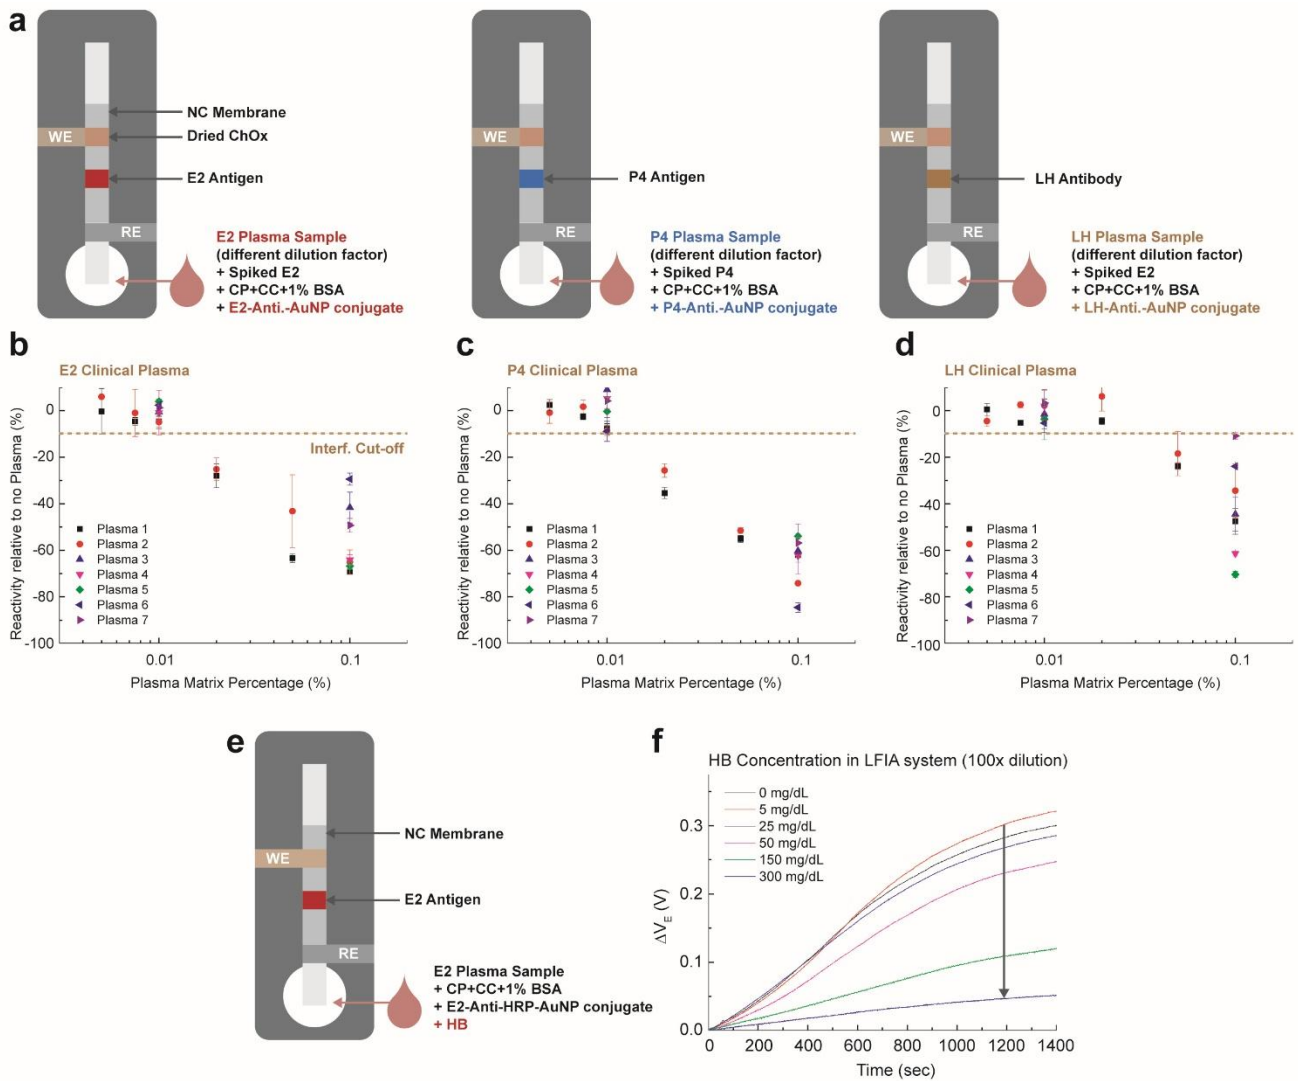 a
NC Membrane
WE
Dried ChOx
E2 Antigen
RE
E2 Plasma Sample
(different dilution factor)
+ Spiked E2
+ CP+CC+1% BSA
+ E2-Anti.-AuNP conjugate
WE
P4 Antigen
RE
P4 Plasma Sample
(different dilution factor)
+ Spiked P4
+ CP+CC+1% BSA
+ P4-Anti.-AuNP conjugate
WE
LH Antibody
RE
LH Plasma Sample
(different dilution factor)
+ Spiked E2
+ CP+CC+1% BSA
+ LH-Anti.-AuNP conjugate
b
E2 Clinical Plasma
Reactivity relative to no Plasma (%)
0
-20
-40
-60
-80
-100
Interf. Cut-off
Plasma 1
Plasma 2
Plasma 3
Plasma 4
Plasma 5
Plasma 6
Plasma 7
0.01
0.1
Plasma Matrix Percentage (%)
c
P4 Clinical Plasma
Reactivity relative to no Plasma (%)
0
-20
-40
-60
-80
-100
Plasma 1
Plasma 2
Plasma 3
Plasma 4
Plasma 5
Plasma 6
Plasma 7
0.01
0.1
Plasma Matrix Percentage (%)
d
LH Clinical Plasma
Reactivity relative to no Plasma (%)
0
-20
-40
-60
-80
-100
Plasma 1
Plasma 2
Plasma 3
Plasma 4
Plasma 5
Plasma 6
Plasma 7
0.01
0.1
Plasma Matrix Percentage (%)
e
NC Membrane
WE
E2 Antigen
RE
E2 Plasma Sample
+ CP+CC+1% BSA
+ E2-Anti-HRP-AuNP conjugate
+ HB
f
HB Concentration in LFIA system (100x dilution)
0 mg/dL
5 mg/dL
25 mg/dL
50 mg/dL
150 mg/dL
300 mg/dL
ΔV_E (V)
0.3
0.2
0.1
0.0
0
200
400
600
800
1000
1200
1400
Time (sec)